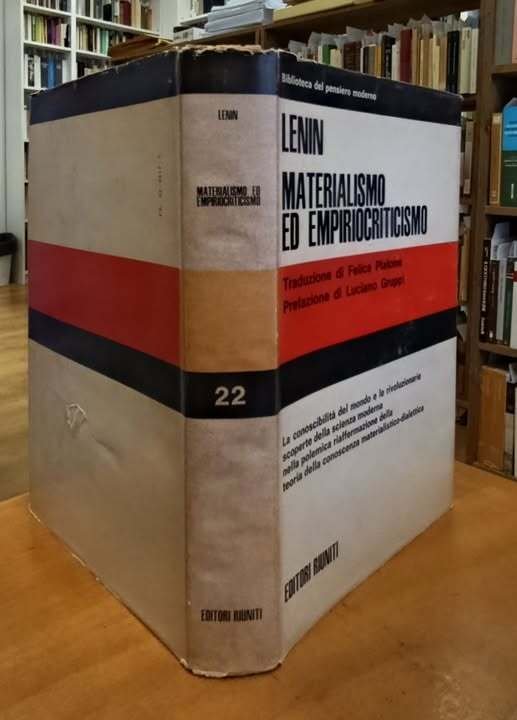 LENIN
MATERIALISMO ED
EMPIRIOCRITICISMO
22
EDITORI RIUNITI
Biblioteca del pensiero moderno
LENIN
MATERIALISMO
ED EMPIRIOCRITICISMO
Traduzione di Felice Platone
Prefazione di Luciano Gruppi
La conoscibilità del mondo e le rivoluzionarie
scoperte della scienza moderna
nella polemica riaffermazione della
teoria della conoscenza materialistico-dialettica
EDITORI RIUNITI